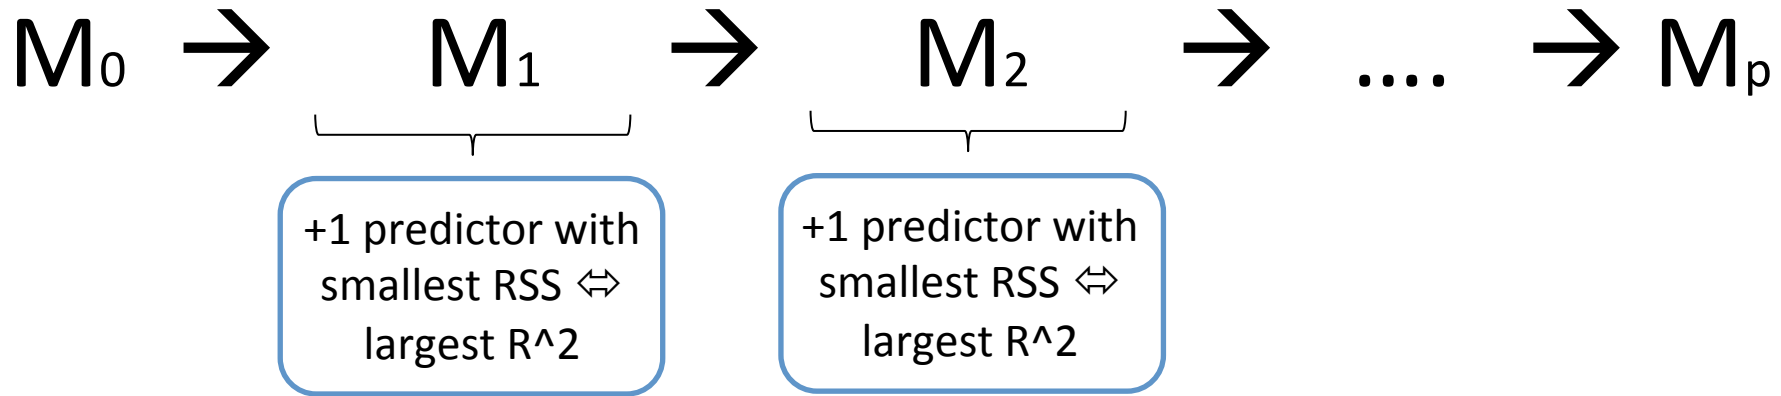 M₀ → M₁ → M₂ → .... → Mₚ
+1 predictor with
smallest RSS ⇔
largest R^2
+1 predictor with
smallest RSS ⇔
largest R^2